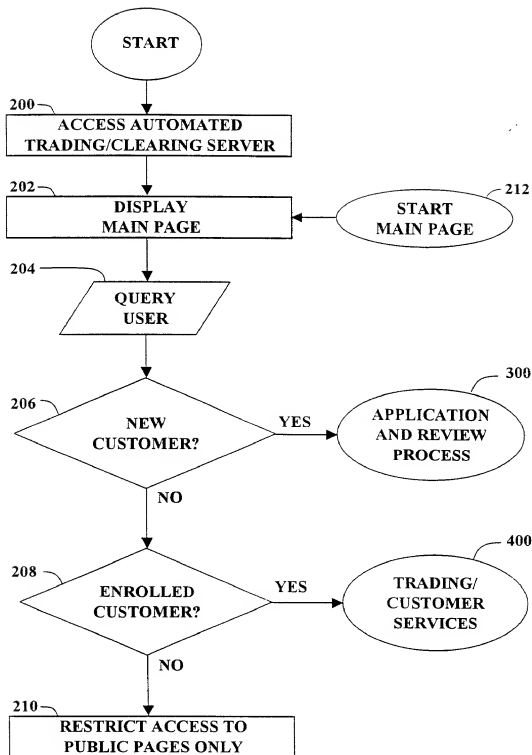 START
200
ACCESS AUTOMATED
TRADING/CLEARING SERVER
202
DISPLAY
MAIN PAGE
212
START
MAIN PAGE
204
QUERY
USER
206
NEW
CUSTOMER?
YES
300
APPLICATION
AND REVIEW
PROCESS
NO
208
ENROLLED
CUSTOMER?
YES
400
TRADING/
CUSTOMER
SERVICES
NO
210
RESTRICT ACCESS TO
PUBLIC PAGES ONLY